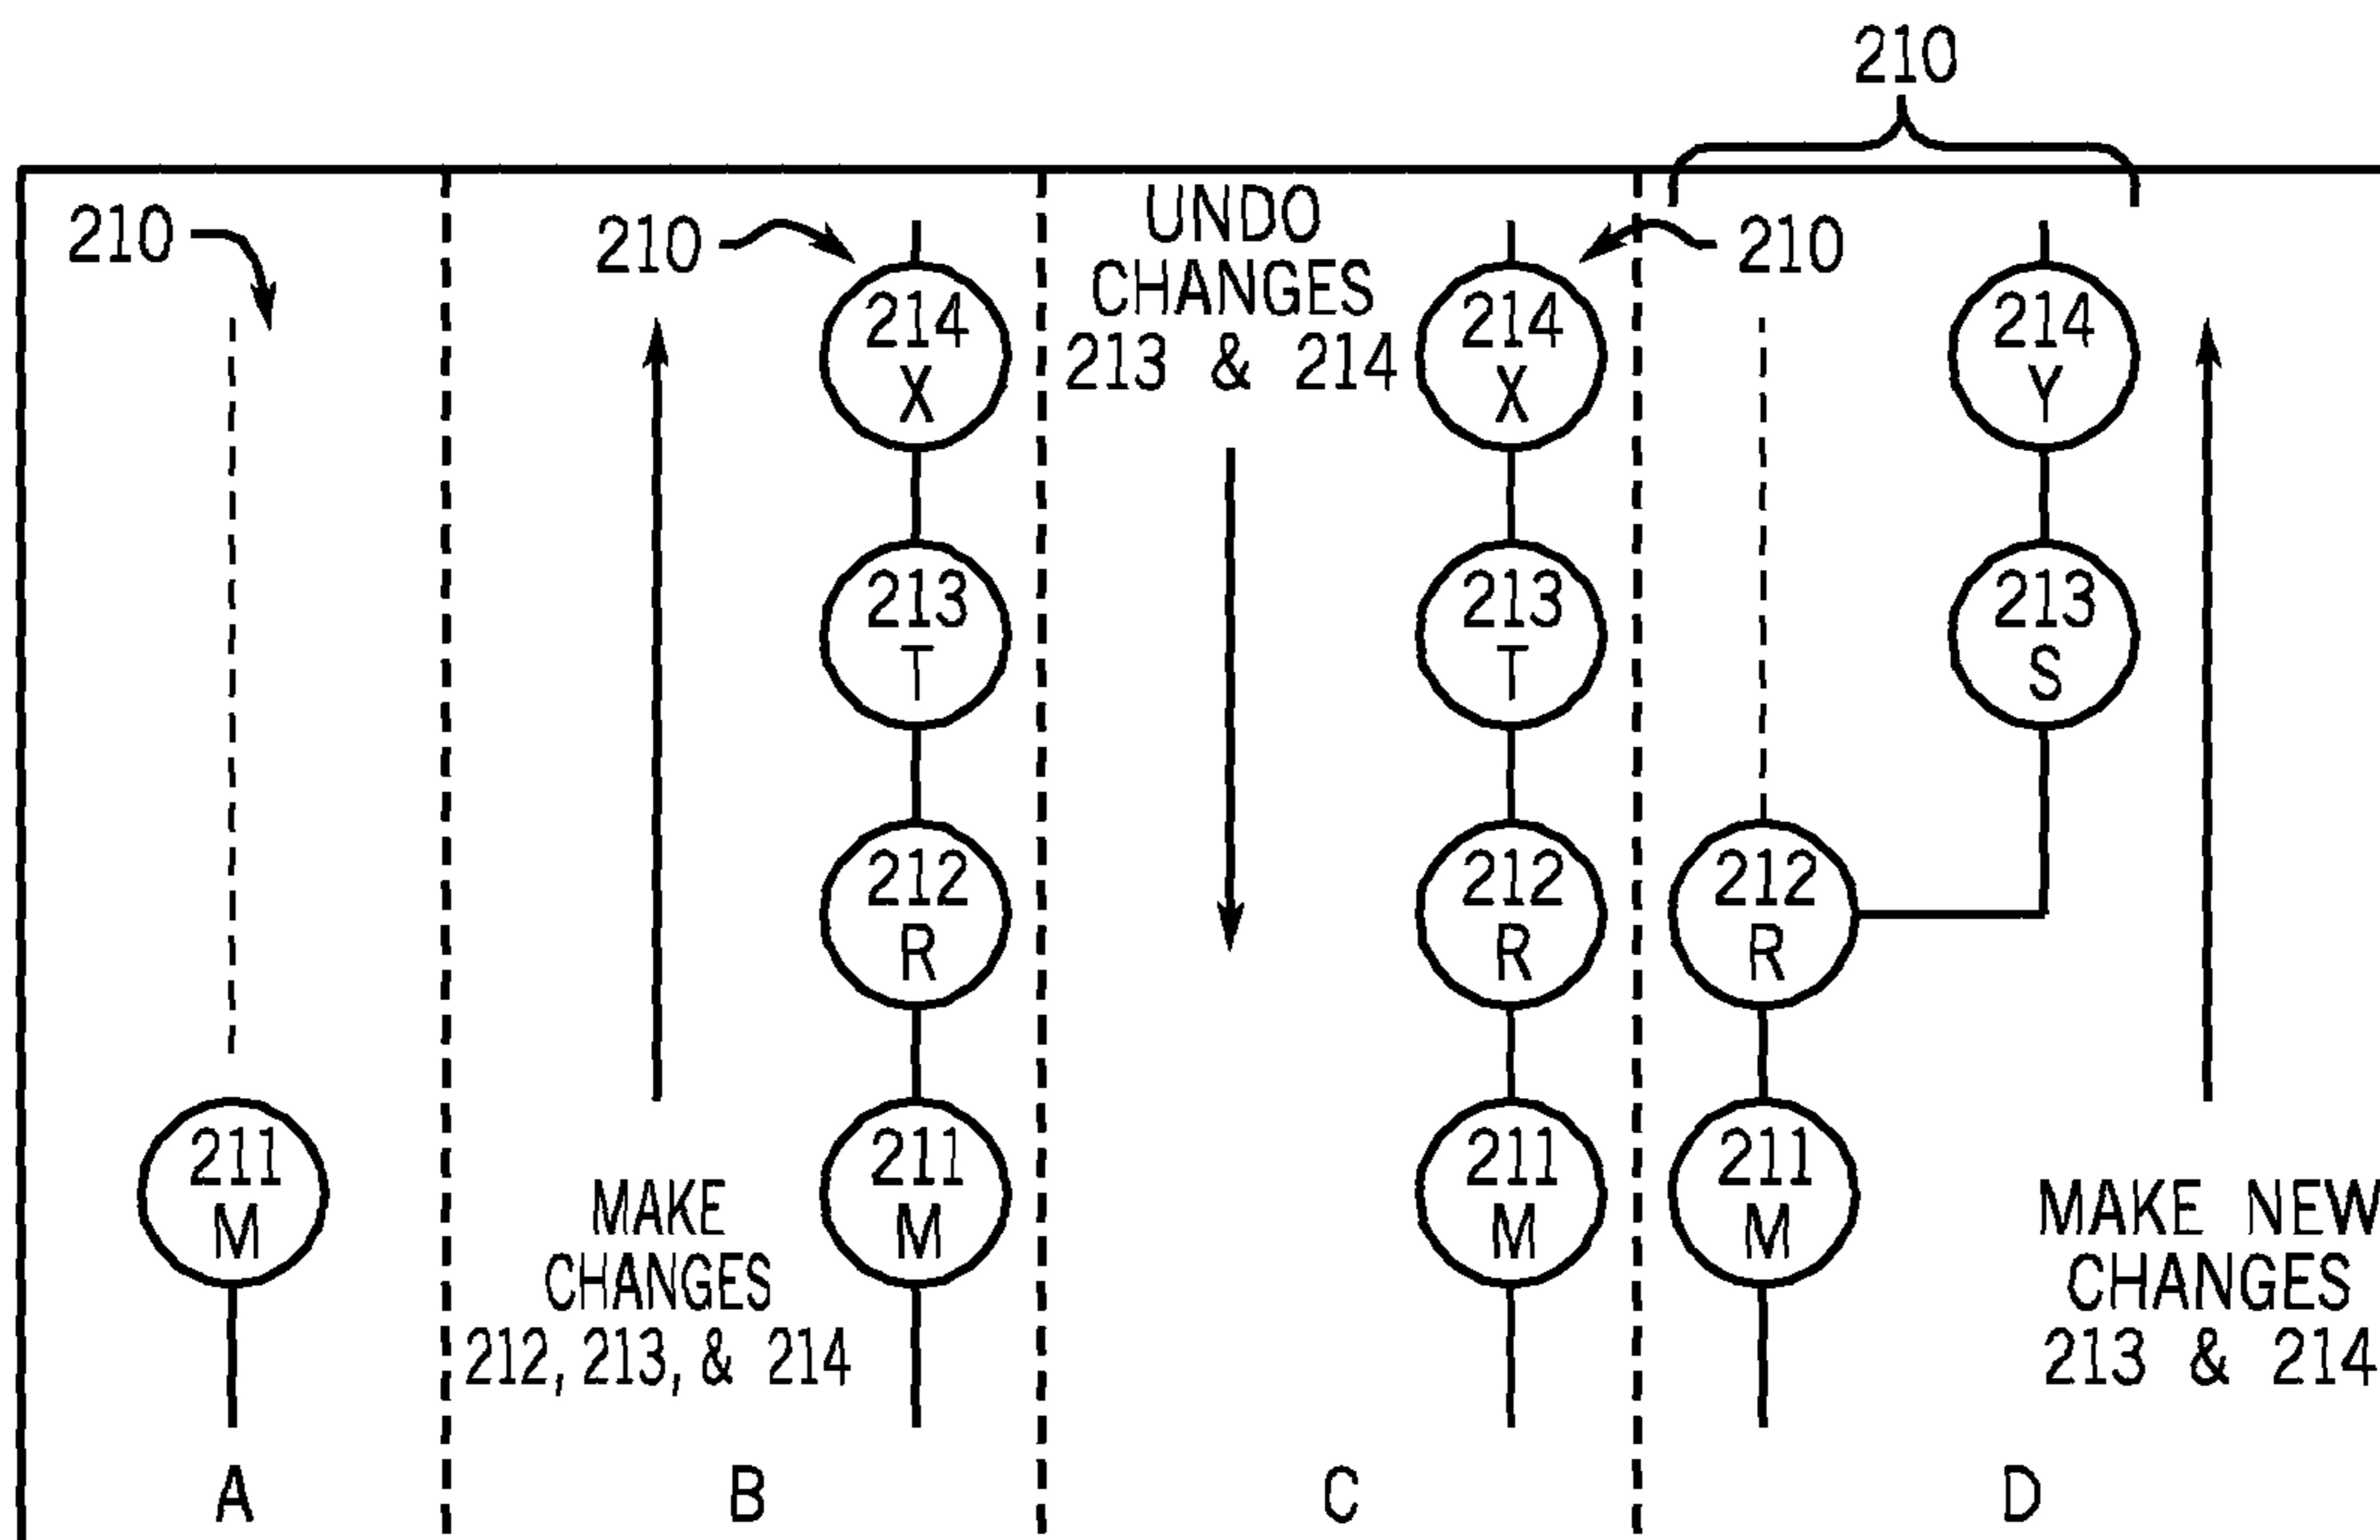 210
210
211
M
A
210
214
X
213
T
212
R
211
M
MAKE
CHANGES
212, 213, & 214
B
UNDO
CHANGES
213 & 214
210
214
X
213
T
212
R
211
M
C
214
Y
213
S
212
R
211
M
MAKE NEW
CHANGES
213 & 214
D